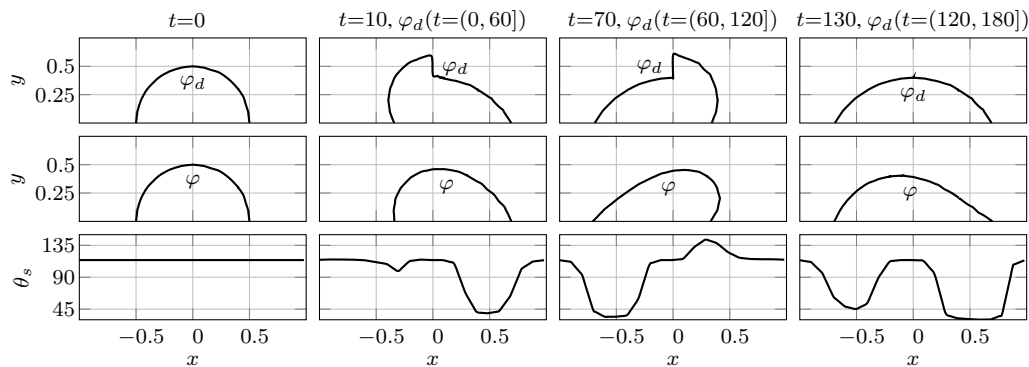 t=0 t=10, φ_d(t=(0, 60]) t=70, φ_d(t=(60, 120]) t=130, φ_d(t=(120, 180])
y 0.5 0.25 φ_d φ_d φ_d φ_d
y 0.5 0.25 φ φ φ φ
θ_s 135 90 45
−0.5 0 0.5 −0.5 0 0.5 −0.5 0 0.5 −0.5 0 0.5
x x x x